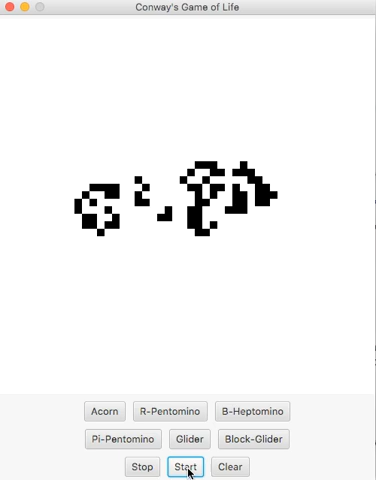 Conway's Game of Life
Acorn R-Pentomino B-Heptomino
Pi-Pentomino Glider Block-Glider
Stop Start Clear